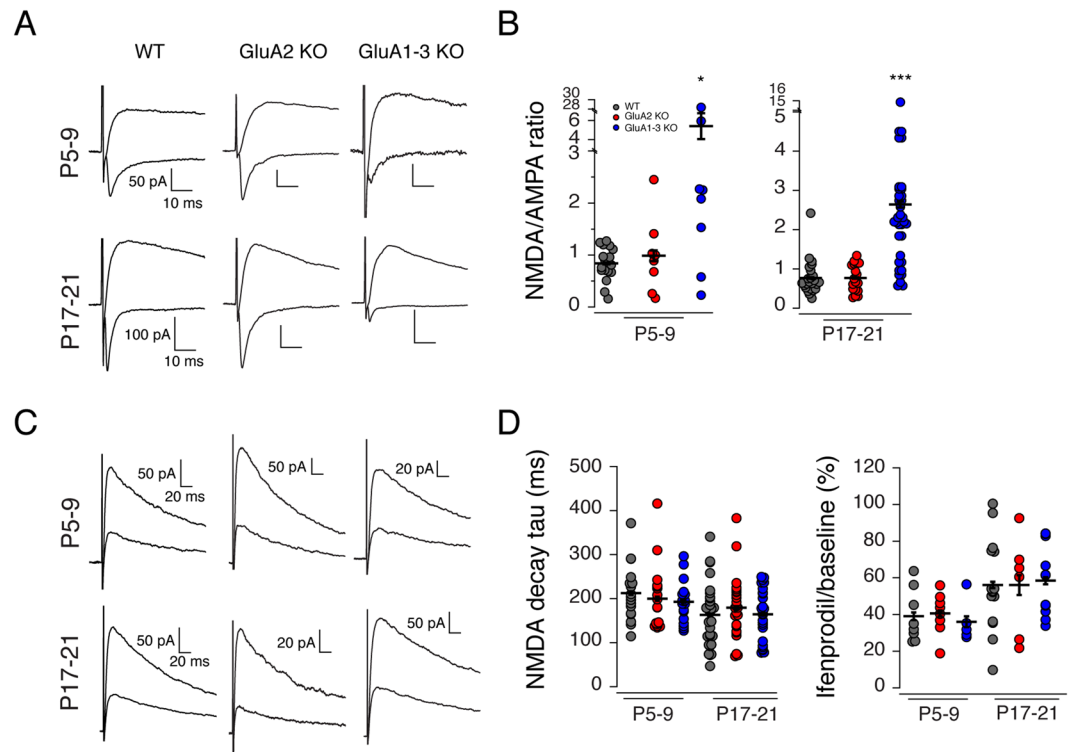 A
WT
GluA2 KO
GluA1-3 KO
P5-9
50 pA
10 ms
P17-21
100 pA
10 ms
B
NMDA/AMPA ratio
30
28
6
4
3
2
1
0
*
WT
GluA2 KO
GluA1-3 KO
P5-9
16
15
5
4
3
2
1
0
***
P17-21
C
P5-9
50 pA
20 ms
50 pA
20 pA
P17-21
50 pA
20 ms
20 pA
50 pA
D
NMDA decay tau (ms)
500
400
300
200
100
0
P5-9
P17-21
Ifenprodil/baseline (%)
120
100
80
60
40
20
0
P5-9
P17-21